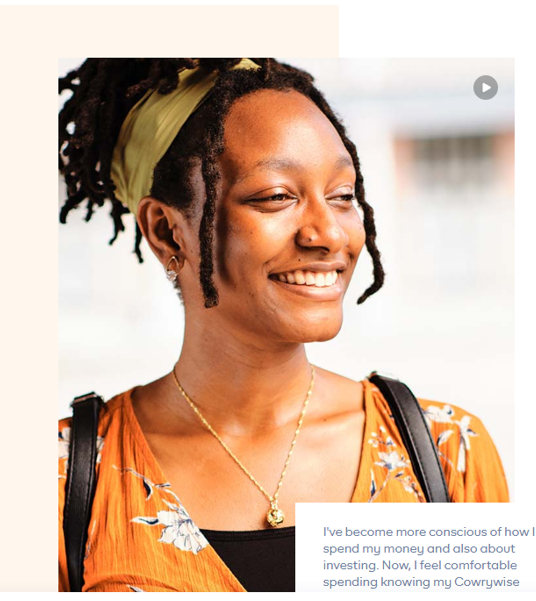 I've become more conscious of how I
spend my money and also about
investing. Now, I feel comfortable
spending knowing my Cowrywise